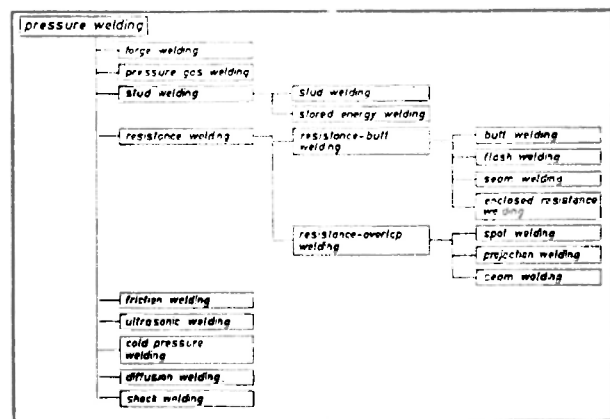 pressure welding
forge welding
pressure gas welding
stud welding
stud welding
stored energy welding
resistance welding
resistance-butt
welding
butt welding
flash welding
seam welding
enclosed resistance
welding
resistance-overlap
welding
spot welding
projection welding
seam welding
friction welding
ultrasonic welding
cold pressure
welding
diffusion welding
shock welding